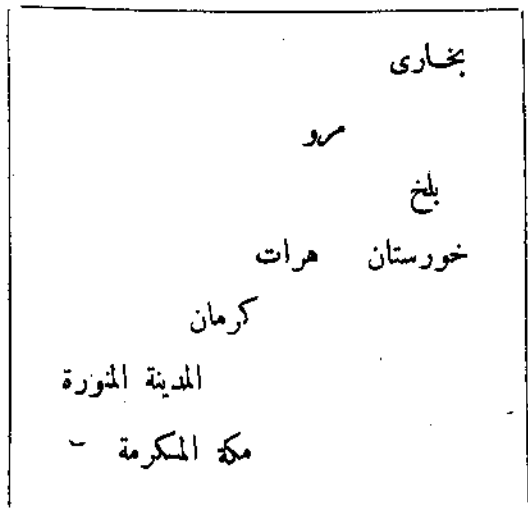 بخارى
مرو
بلخ
خورستان هرات
كرمان
المدينة المنورة
مكة المكرمة